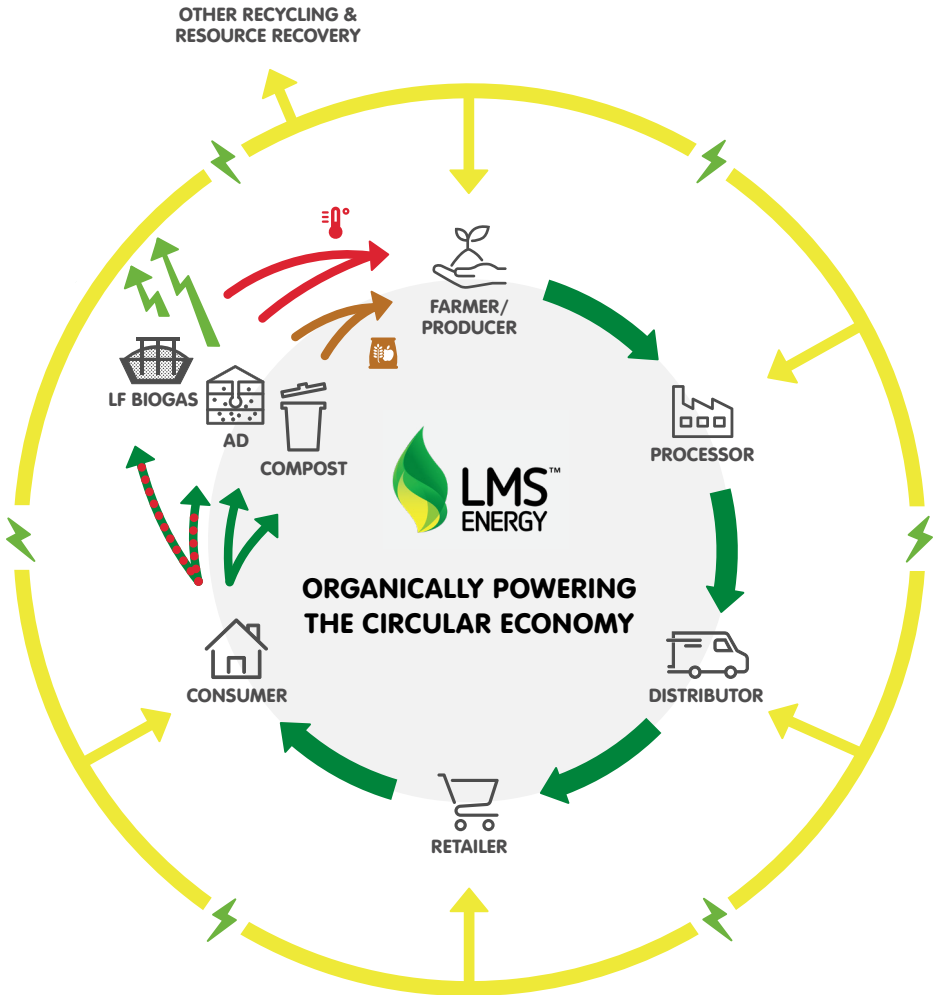 OTHER RECYCLING &
RESOURCE RECOVERY
FARMER/
PRODUCER
LF BIOGAS
AD
COMPOST
PROCESSOR
LMS™
ENERGY
ORGANICALLY POWERING
THE CIRCULAR ECONOMY
CONSUMER
DISTRIBUTOR
RETAILER